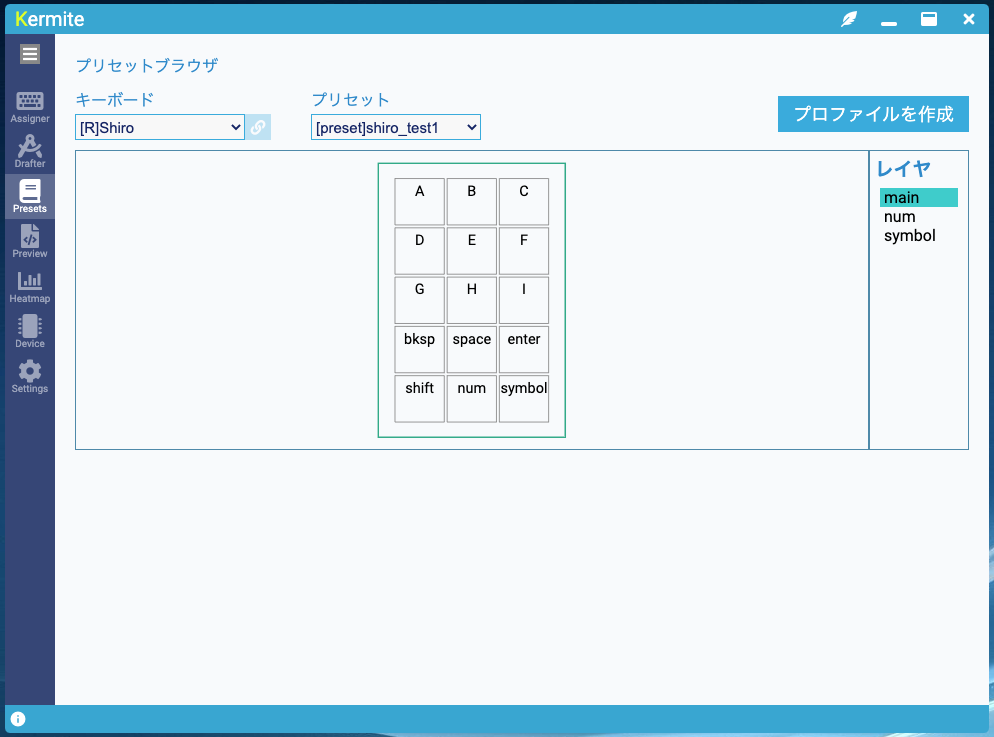 Kermite
プリセットブラウザ
キーボード プリセット
[R]Shiro [preset]shiro_test1 プロファイルを作成
Assigner
Drafter
Presets
Preview
Heatmap
Device
Settings
A B C
D E F
G H I
bksp space enter
shift num symbol
レイヤ
main
num
symbol